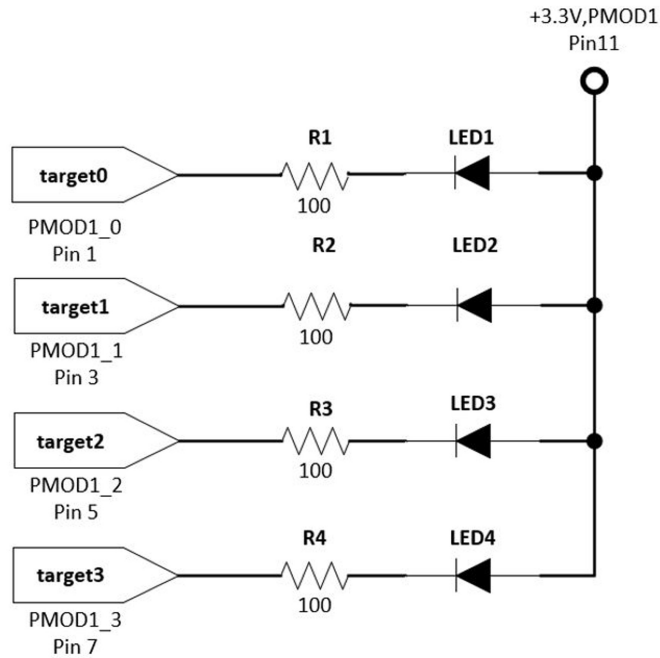 +3.3V,PMOD1
Pin11
R1
LED1
target0
100
PMOD1_0
Pin 1
R2
LED2
target1
100
PMOD1_1
Pin 3
R3
LED3
target2
100
PMOD1_2
Pin 5
R4
LED4
target3
100
PMOD1_3
Pin 7